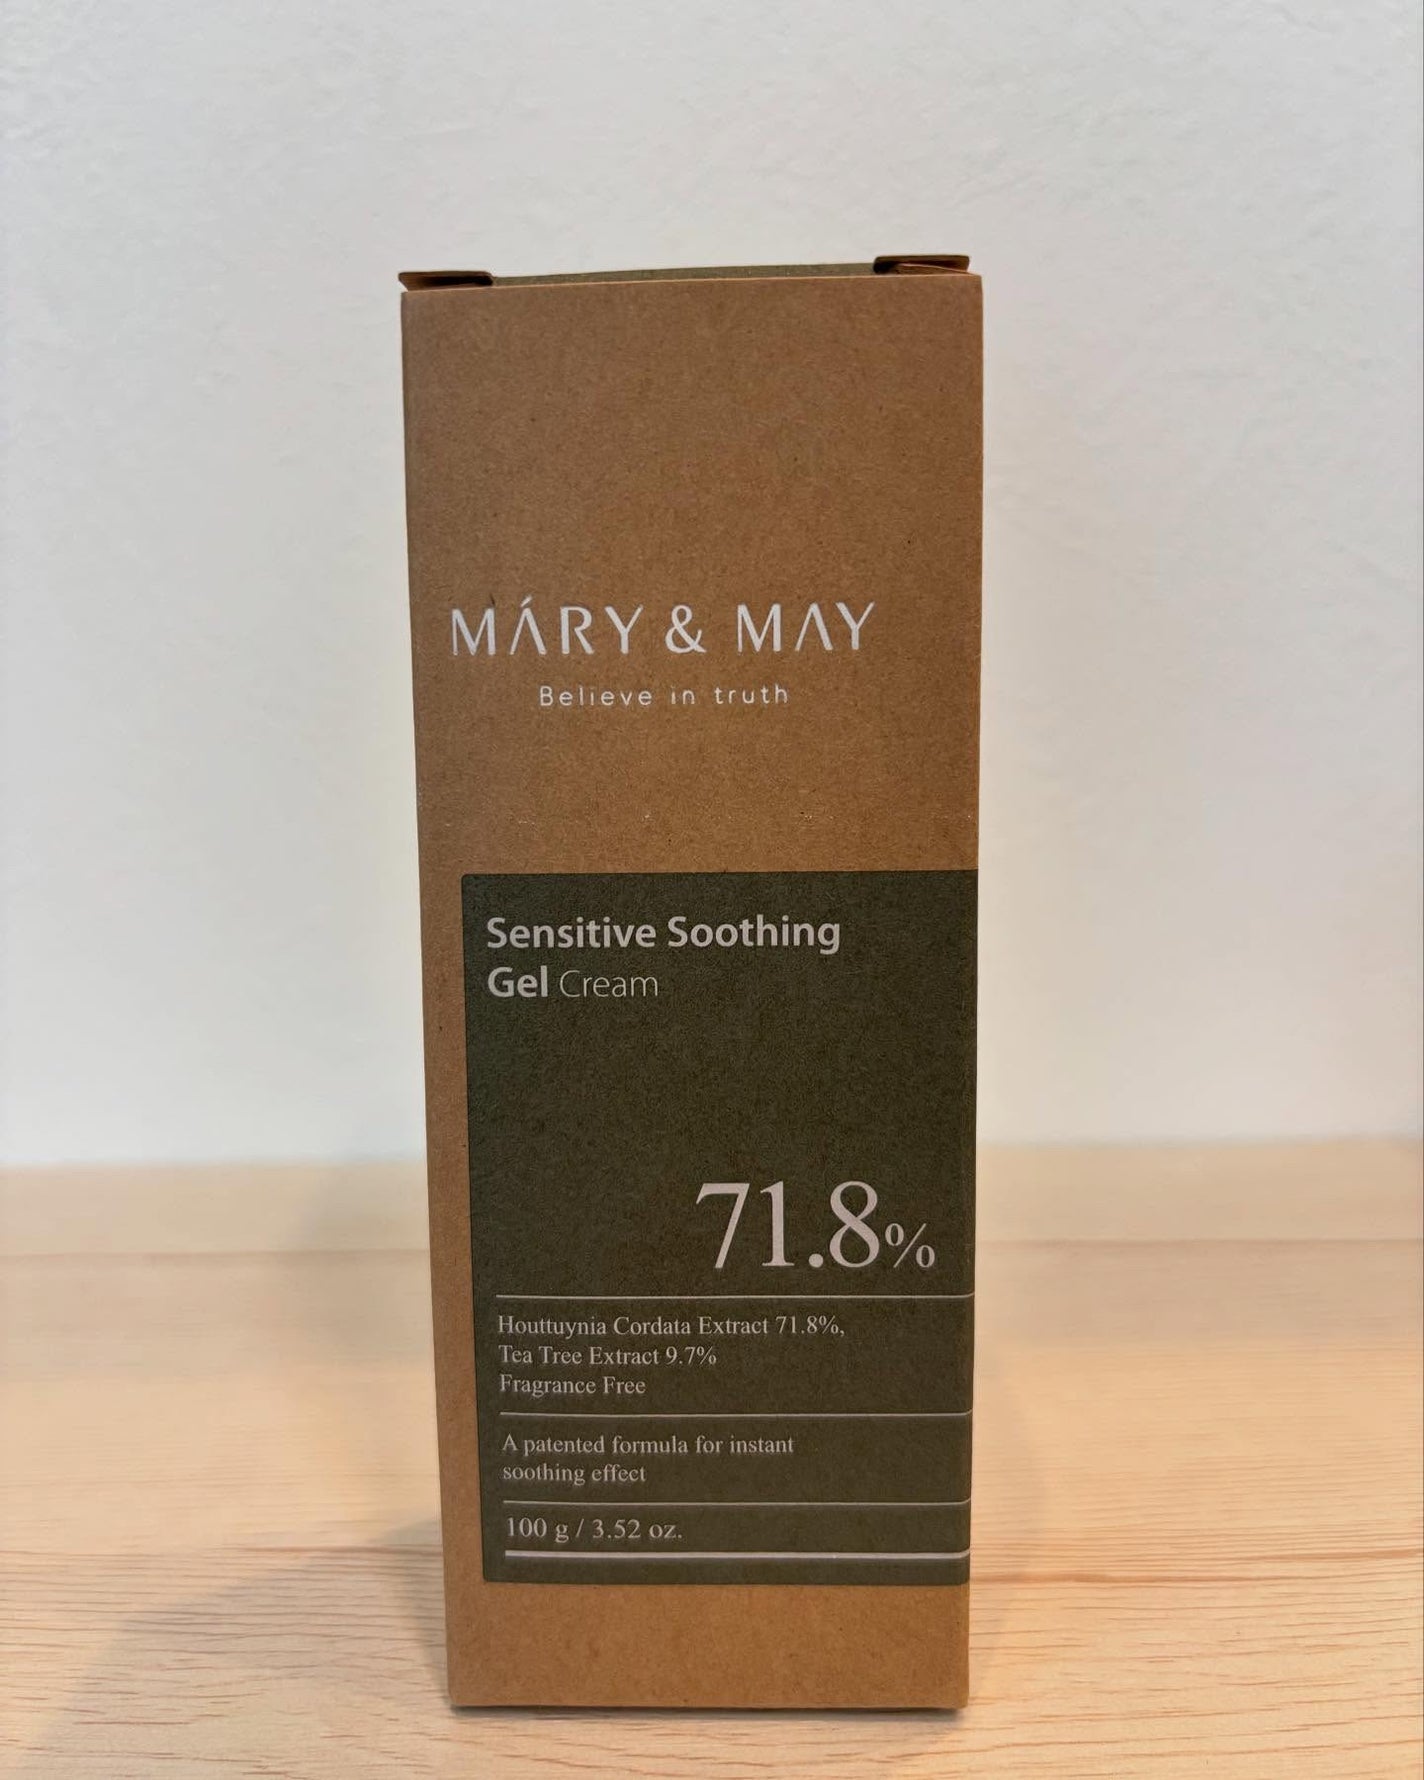 MÁRY & MAY
Believe in truth
Sensitive Soothing
Gel Cream
71.8%
Houttuynia Cordata Extract 71.8%,
Tea Tree Extract 9.7%
Fragrance Free
A patented formula for instant
soothing effect
100 g / 3.52 oz.